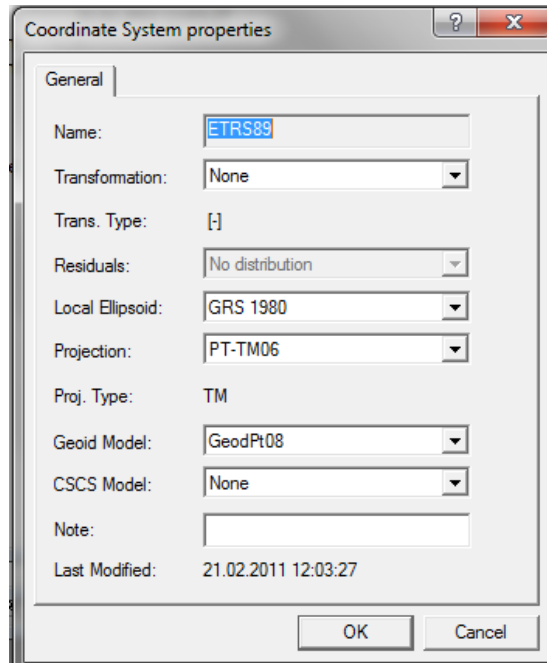 Coordinate System properties
General
Name: ETRS89
Transformation: None
Trans. Type: [-]
Residuals: No distribution
Local Ellipsoid: GRS 1980
Projection: PT-TM06
Proj. Type: TM
Geoid Model: GeodPt08
CSCS Model: None
Note:
Last Modified: 21.02.2011 12:03:27
OK Cancel